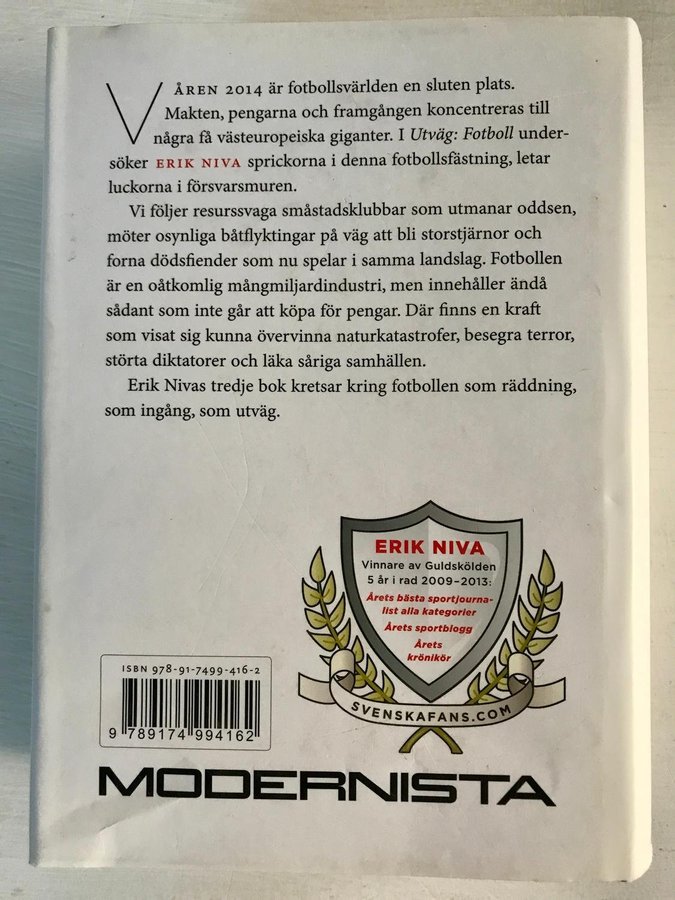 VÅREN 2014 är fotbollsvärlden en sluten plats.
Makten, pengarna och framgången koncentreras till
några få västeuropeiska giganter. I Utväg: Fotboll under-
söker ERIK NIVA sprickorna i denna fotbollsfästning, letar
luckorna i försvarsmuren.
Vi följer resurssvaga småstadsklubbar som utmanar oddsen,
möter osynliga båtflyktingar på väg att bli storstjärnor och
forna dödsfiender som nu spelar i samma landslag. Fotbollen
är en oåtkomlig mångmiljardindustri, men innehåller ändå
sådant som inte går att köpa för pengar. Där finns en kraft
som visat sig kunna övervinna naturkatastrofer, besegra terror,
störta diktatorer och läka såriga samhällen.
Erik Nivas tredje bok kretsar kring fotbollen som räddning,
som ingång, som utväg.
ERIK NIVA
Vinnare av Guldskölden
5 år i rad 2009–2013:
Årets bästa sportjourna-
list alla kategorier
Årets sportblogg
Årets
krönikör
SVENSKAFANS.COM
ISBN 978-91-7499-416-2
9 789174 994162
MODERNISTA